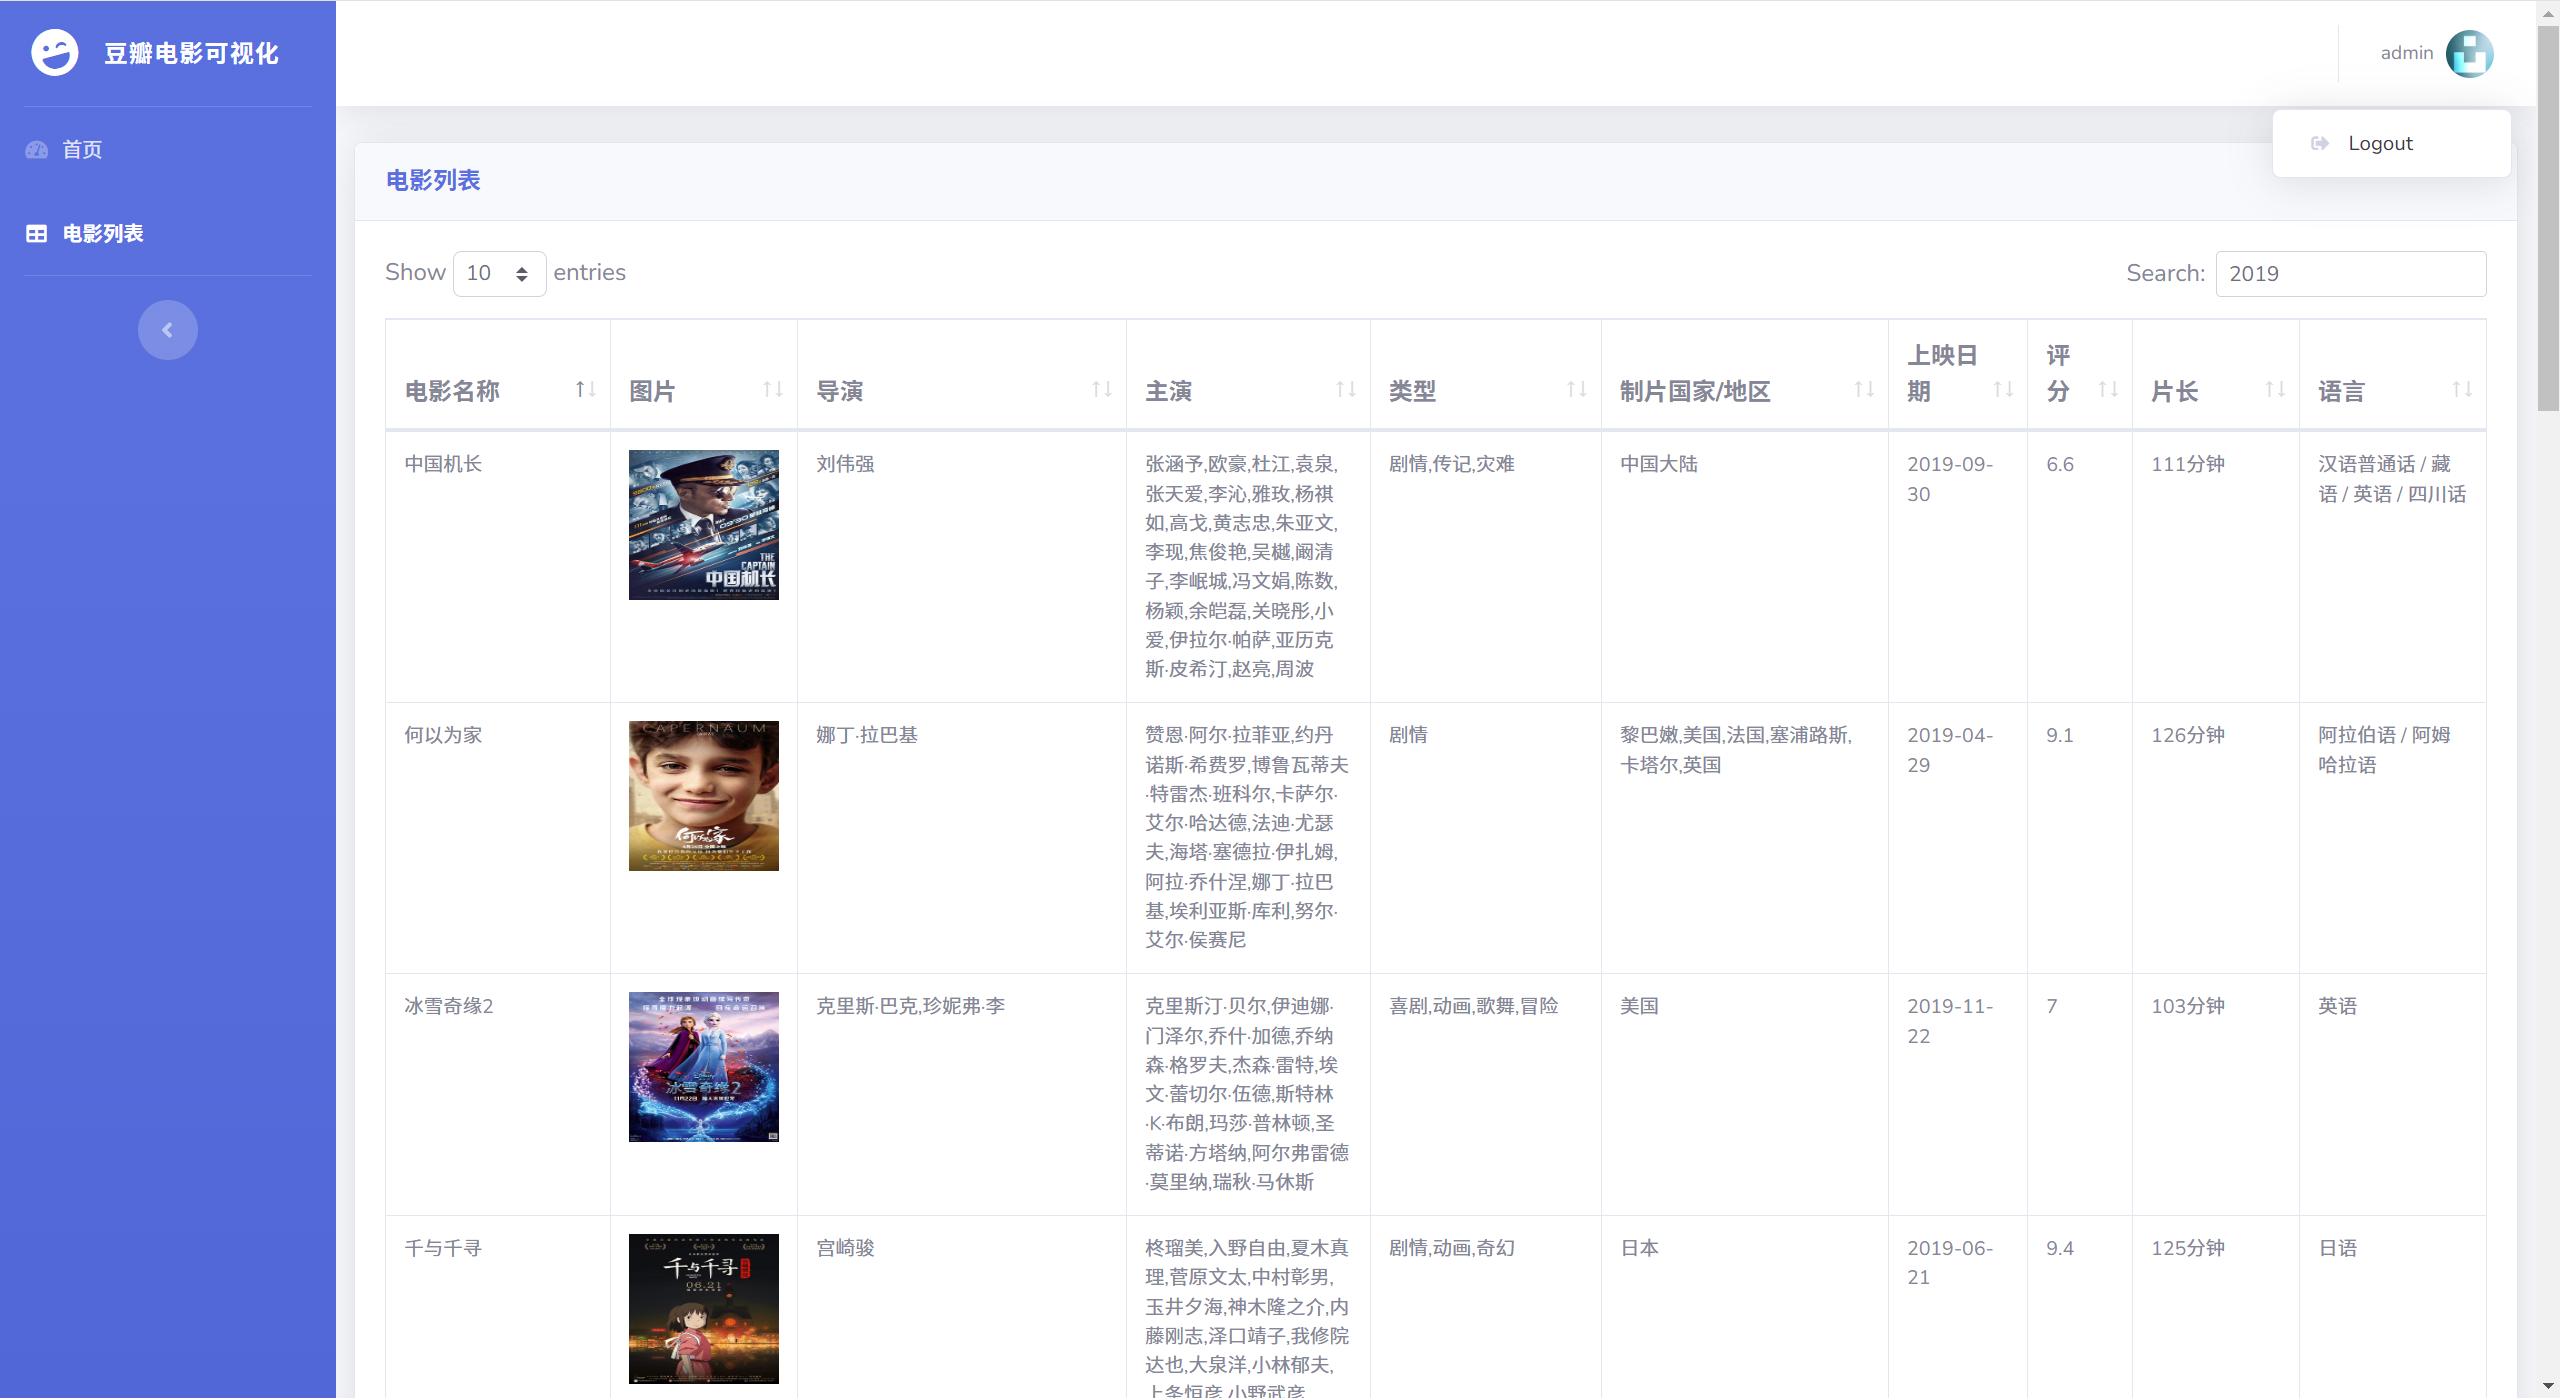 豆瓣电影可视化
admin
首页
Logout
电影列表
电影列表
Show 10 entries
Search: 2019
电影名称 图片 导演 主演 类型 制片国家/地区 上映日期 评分 片长 语言
中国机长
THE
CAPTAIN
中国机长
刘伟强
张涵予,欧豪,杜江,袁泉,
张天爱,李沁,雅玫,杨祺
如,高戈,黄志忠,朱亚文,
李现,焦俊艳,吴樾,阚清
子,李岷城,冯文娟,陈数,
杨颖,余皑磊,关晓彤,小
爱,伊拉尔·帕萨,亚历克
斯·皮希汀,赵亮,周波
剧情,传记,灾难
中国大陆
2019-09-
30
6.6
111分钟
汉语普通话 / 藏
语 / 英语 / 四川话
何以为家
CAPERNAUM
何以为家
娜丁·拉巴基
赞恩·阿尔·拉菲亚,约丹
诺斯·希费罗,博鲁瓦蒂夫
·特雷杰·班科尔,卡萨尔·
艾尔·哈达德,法迪·尤瑟
夫,海塔·塞德拉·伊扎姆,
阿拉·乔什涅,娜丁·拉巴
基,埃利亚斯·库利,努尔·
艾尔·侯赛尼
剧情
黎巴嫩,美国,法国,塞浦路斯,
卡塔尔,英国
2019-04-
29
9.1
126分钟
阿拉伯语 / 阿姆
哈拉语
冰雪奇缘2
Disney
冰雪奇缘2
克里斯·巴克,珍妮弗·李
克里斯汀·贝尔,伊迪娜·
门泽尔,乔什·加德,乔纳
森·格罗夫,杰森·雷特,埃
文·蕾切尔·伍德,斯特林
·K·布朗,玛莎·普林顿,圣
蒂诺·方塔纳,阿尔弗雷德
·莫里纳,瑞秋·马休斯
喜剧,动画,歌舞,冒险
美国
2019-11-
22
7
103分钟
英语
千与千寻
千与千寻
06.21
宫崎骏
柊瑠美,入野自由,夏木真
理,菅原文太,中村彰男,
玉井夕海,神木隆之介,内
藤刚志,泽口靖子,我修院
达也,大泉洋,小林郁夫,
上条恒彦,小野武彦
剧情,动画,奇幻
日本
2019-06-
21
9.4
125分钟
日语